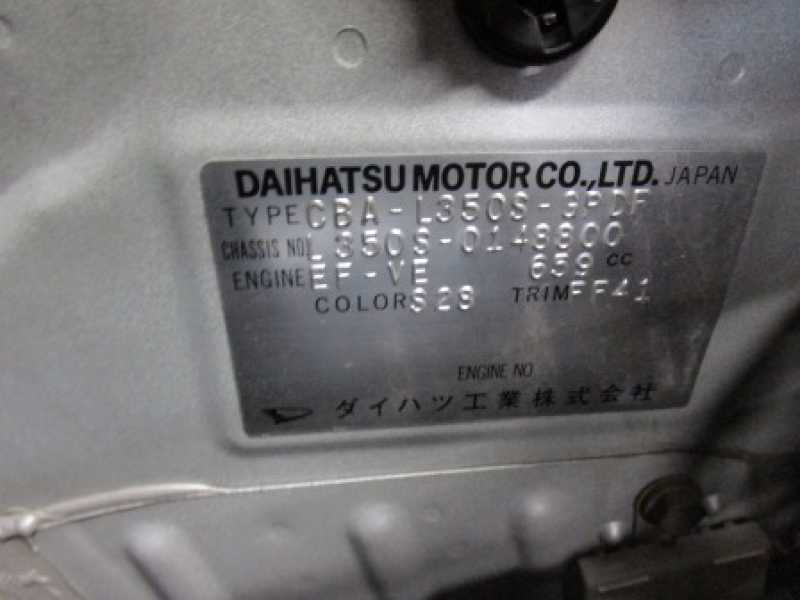 DAIHATSU MOTOR CO.,LTD. JAPAN
TYPE CBA-L350S-GPDF
CHASSIS NO. L350S-0148800
ENGINE EF-VE 659 CC
COLOR S28 TRIM FF41
ENGINE NO
ダイハツ工業株式会社